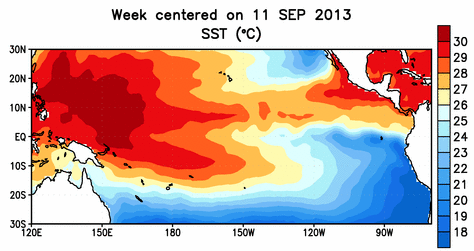 Week centered on 11 SEP 2013
SST (°C)
30N
20N
10N
EQ
10S
20S
30S
120E
150E
180
150W
120W
90W
30
29
28
27
26
25
24
23
22
21
20
19
18